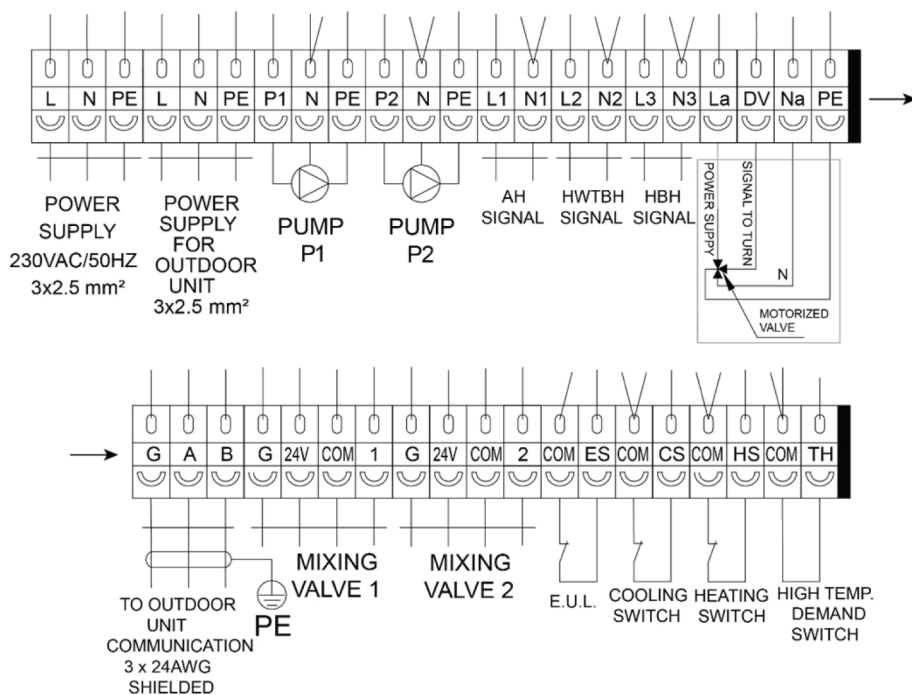 L N PE L N PE P1 N PE P2 N PE L1 N1 L2 N2 L3 N3 La DV Na PE
POWER
SUPPLY
230VAC/50HZ
3x2.5 mm²
POWER
SUPPLY
FOR
OUTDOOR
UNIT
3x2.5 mm²
PUMP
P1
PUMP
P2
AH
SIGNAL
HWTBH
SIGNAL
HBH
SIGNAL
POWER SUPPY
SIGNAL TO TURN
N
MOTORIZED
VALVE
G A B G 24V COM 1 G 24V COM 2 COM ES COM CS COM HS COM TH
TO OUTDOOR
UNIT
COMMUNICATION
3 x 24AWG
SHIELDED
PE
MIXING
VALVE 1
MIXING
VALVE 2
E.U.L.
COOLING
SWITCH
HEATING
SWITCH
HIGH TEMP.
DEMAND
SWITCH